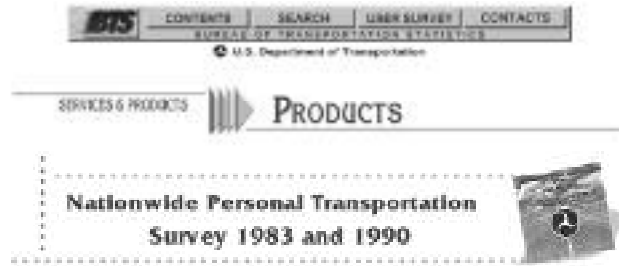 BTS CONTENTS SEARCH USER SURVEY CONTACTS
BUREAU OF TRANSPORTATION STATISTICS
U.S. Department of Transportation
SERVICES & PRODUCTS PRODUCTS
Nationwide Personal Transportation
Survey 1983 and 1990